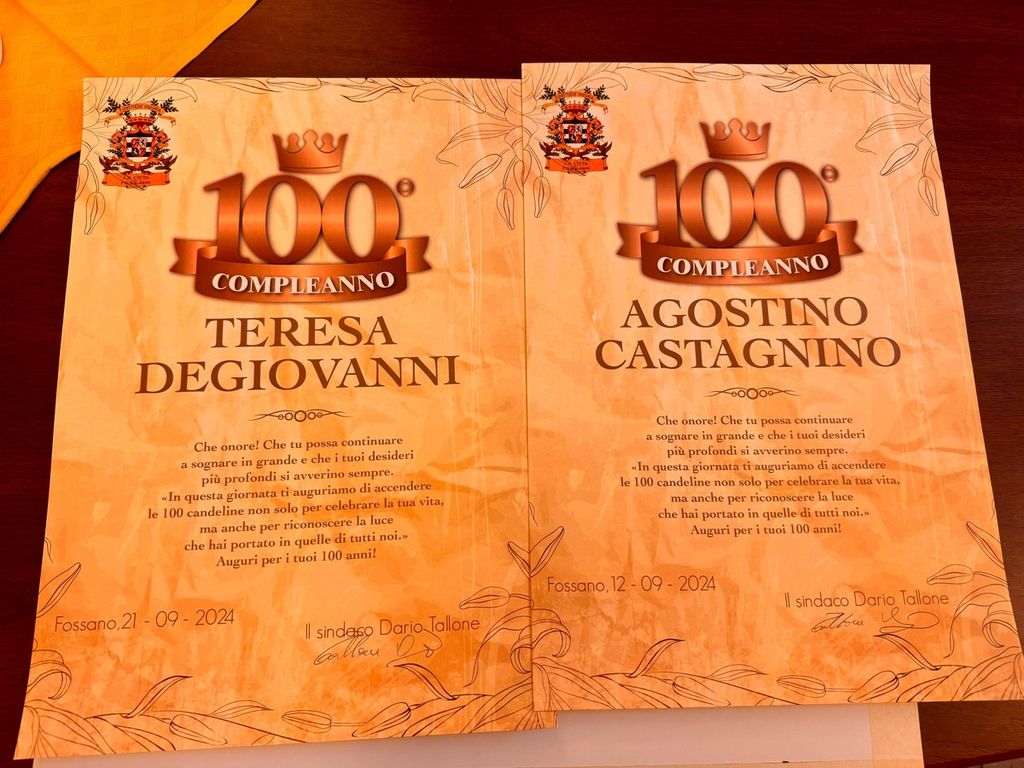 LA CITTÀ
100°
COMPLEANNO
TERESA
DEGIOVANNI
Che onore! Che tu possa continuare
a sognare in grande e che i tuoi desideri
più profondi si avverino sempre.
«In questa giornata ti auguriamo di accendere
le 100 candeline non solo per celebrare la tua vita,
ma anche per riconoscere la luce
che hai portato in quelle di tutti noi.»
Auguri per i tuoi 100 anni!
Fossano,21 - 09 - 2024
Il sindaco Dario Tallone
LA CITTÀ
100°
COMPLEANNO
AGOSTINO
CASTAGNINO
Che onore! Che tu possa continuare
a sognare in grande e che i tuoi desideri
più profondi si avverino sempre.
«In questa giornata ti auguriamo di accendere
le 100 candeline non solo per celebrare la tua vita,
ma anche per riconoscere la luce
che hai portato in quelle di tutti noi.»
Auguri per i tuoi 100 anni!
Fossano,12 - 09 - 2024
Il sindaco Dario Tallone